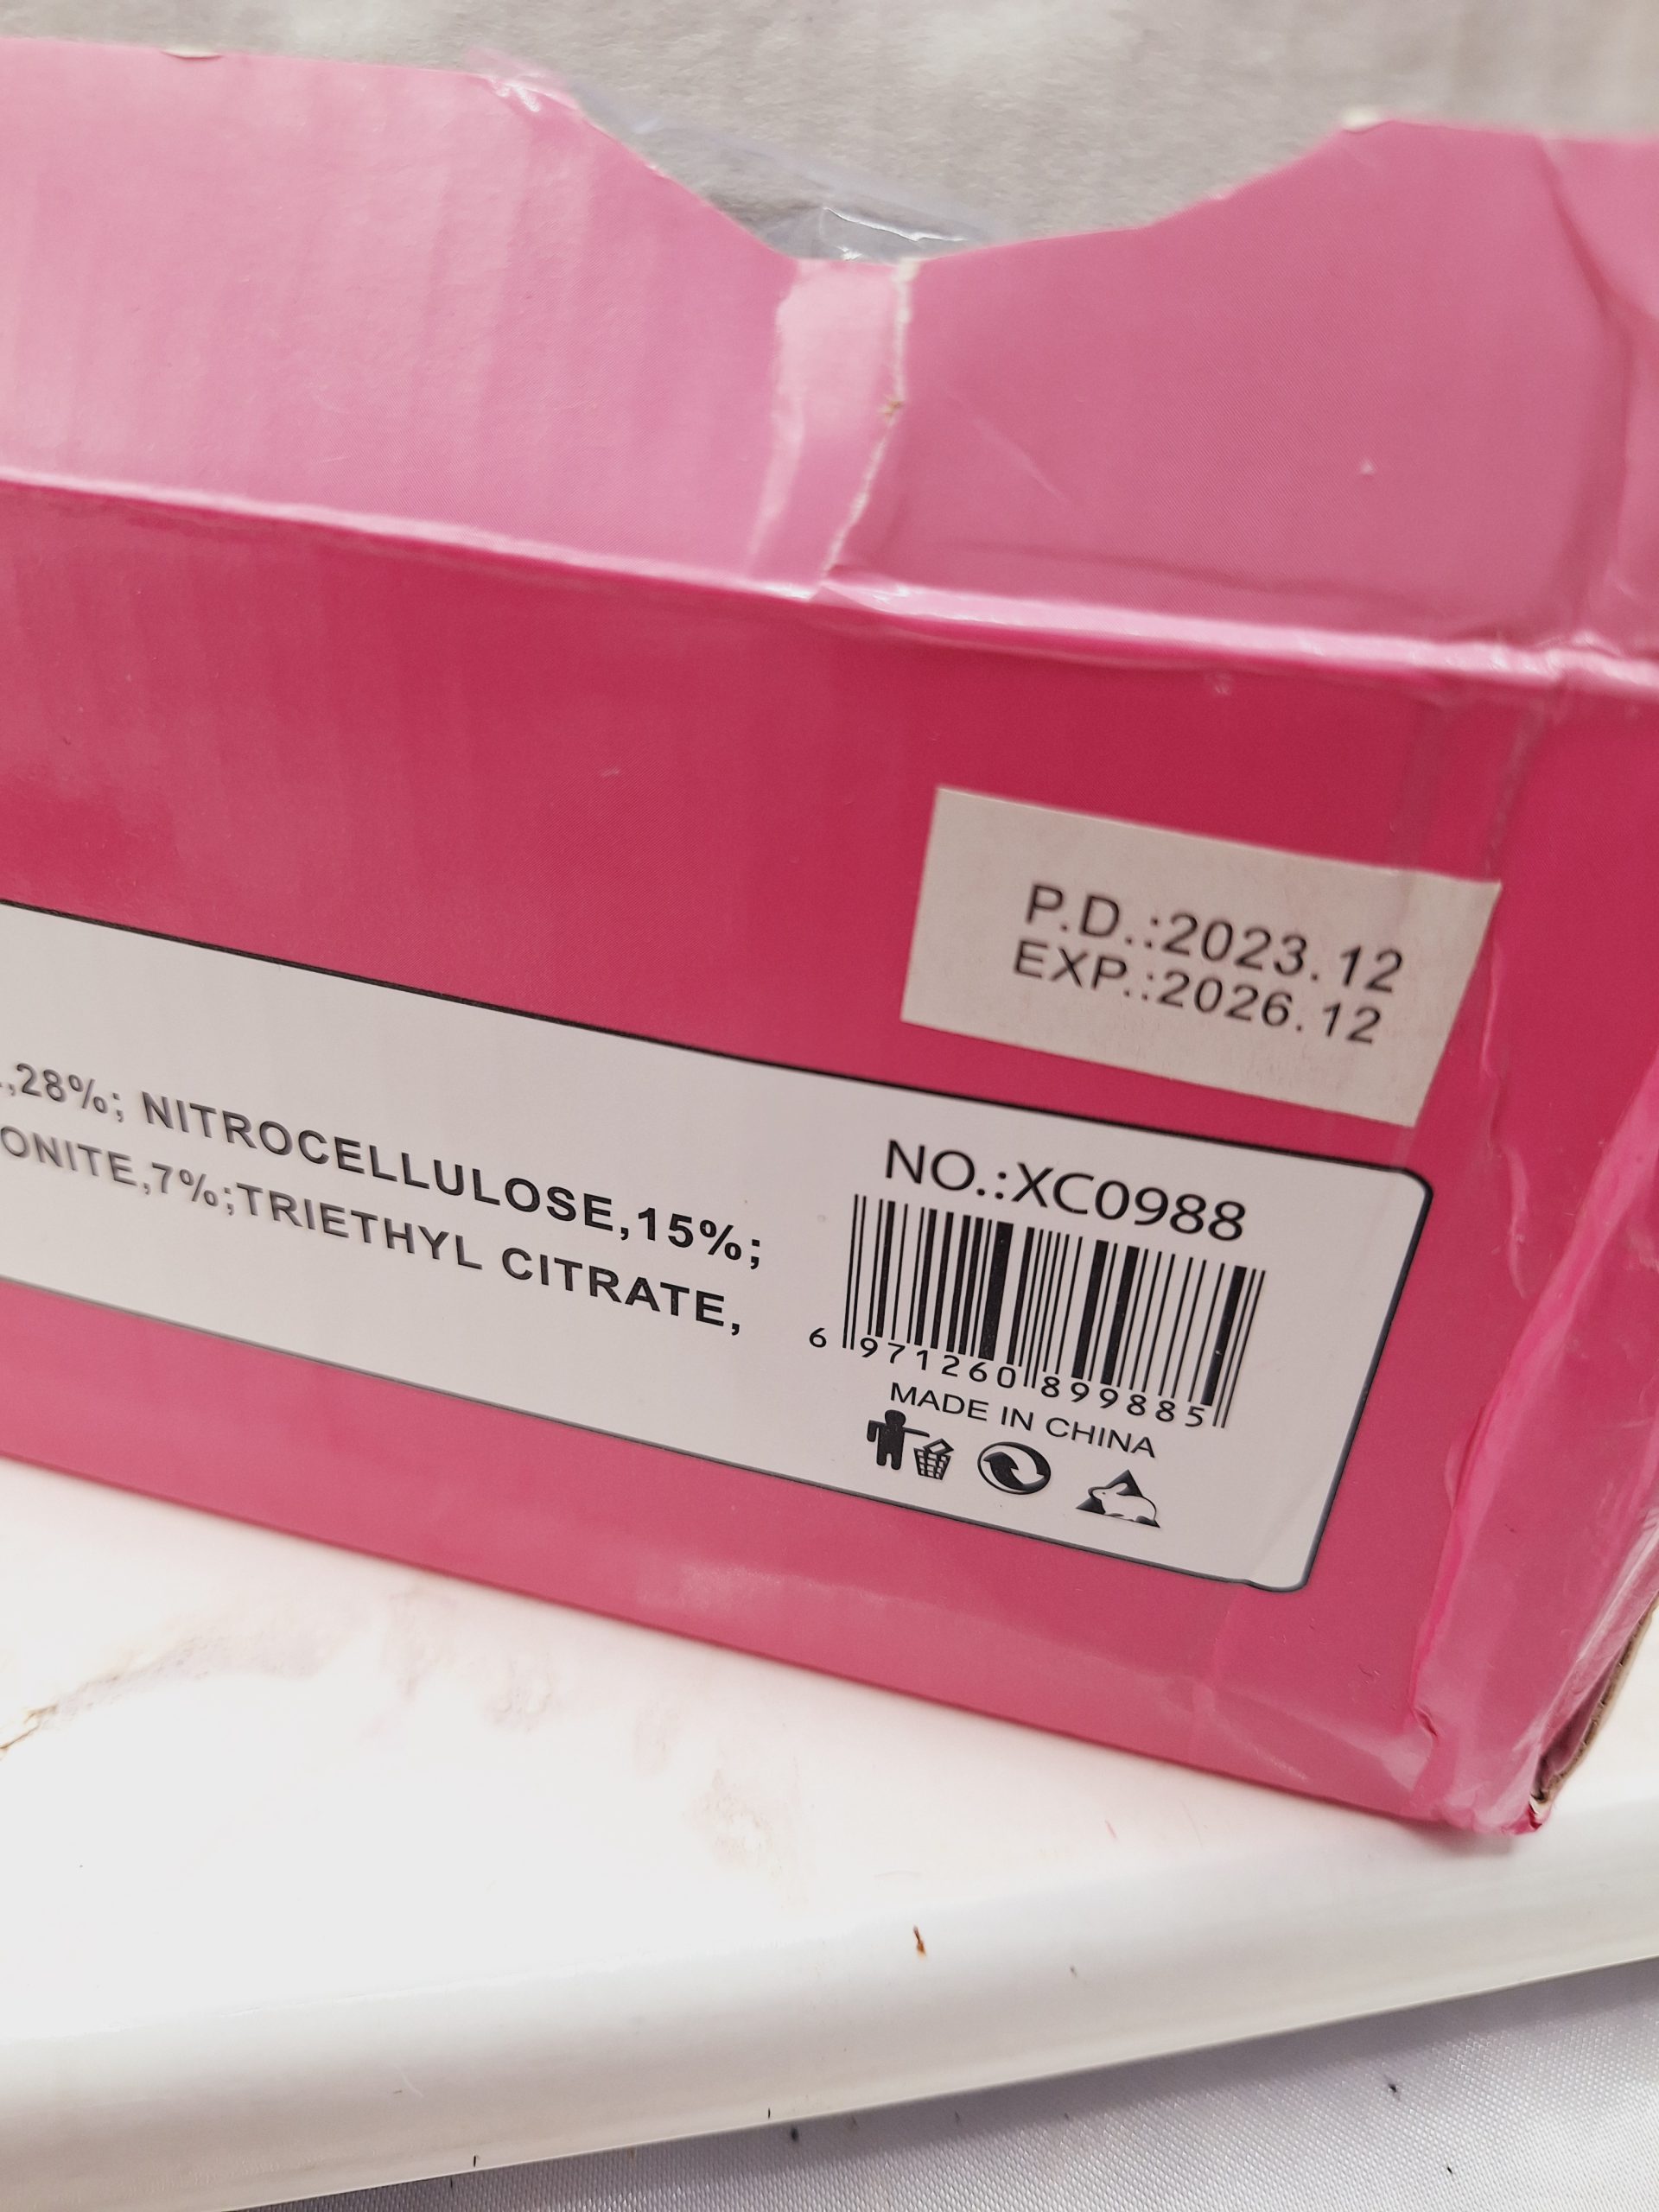 P.D.:2023.12
EXP.:2026.12
,28%; NITROCELLULOSE,15%;
ONITE,7%;TRIETHYL CITRATE,
NO.:XC0988
6 971260 899885
MADE IN CHINA